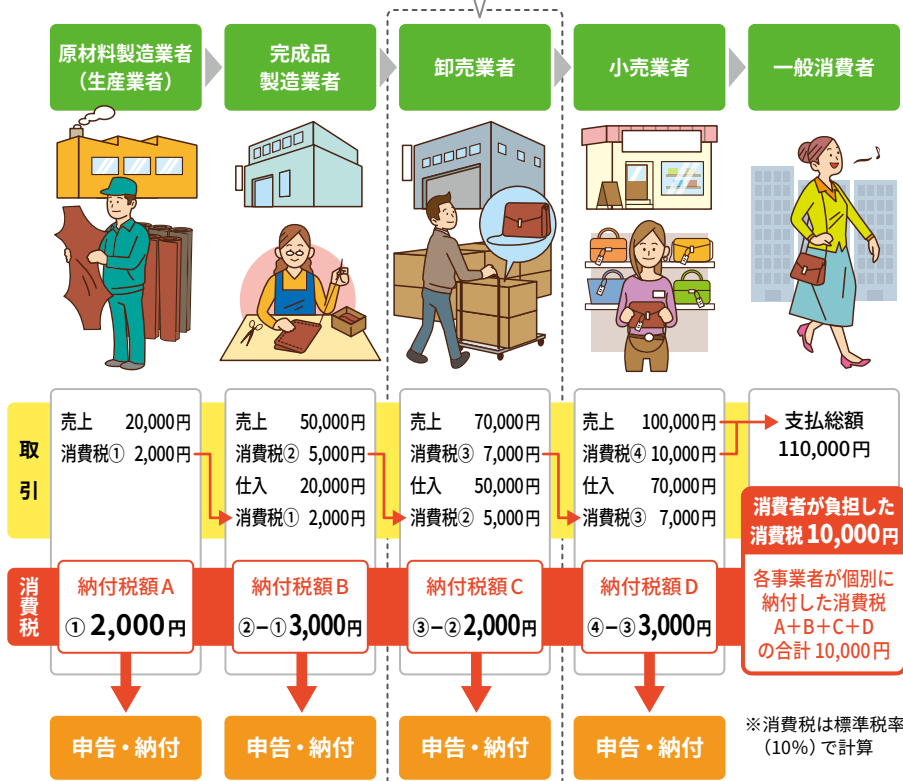 原材料製造業者
（生産業者）
完成品
製造業者
卸売業者
小売業者
一般消費者
取引
売上 20,000円
消費税① 2,000円
売上 50,000円
消費税② 5,000円
仕入 20,000円
消費税① 2,000円
売上 70,000円
消費税③ 7,000円
仕入 50,000円
消費税② 5,000円
売上 100,000円
消費税④ 10,000円
仕入 70,000円
消費税③ 7,000円
支払総額
110,000円
消費者が負担した
消費税10,000円
各事業者が個別に
納付した消費税
A＋B＋C＋D
の合計 10,000円
消費税
納付税額A
① 2,000円
納付税額B
②−① 3,000円
納付税額C
③−② 2,000円
納付税額D
④−③ 3,000円
申告・納付
申告・納付
申告・納付
申告・納付
※消費税は標準税率
（10%）で計算